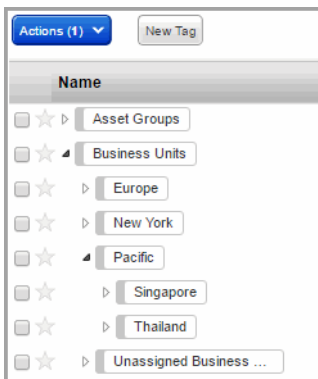 Actions (1) New Tag
Name
Asset Groups
Business Units
Europe
New York
Pacific
Singapore
Thailand
Unassigned Business ...